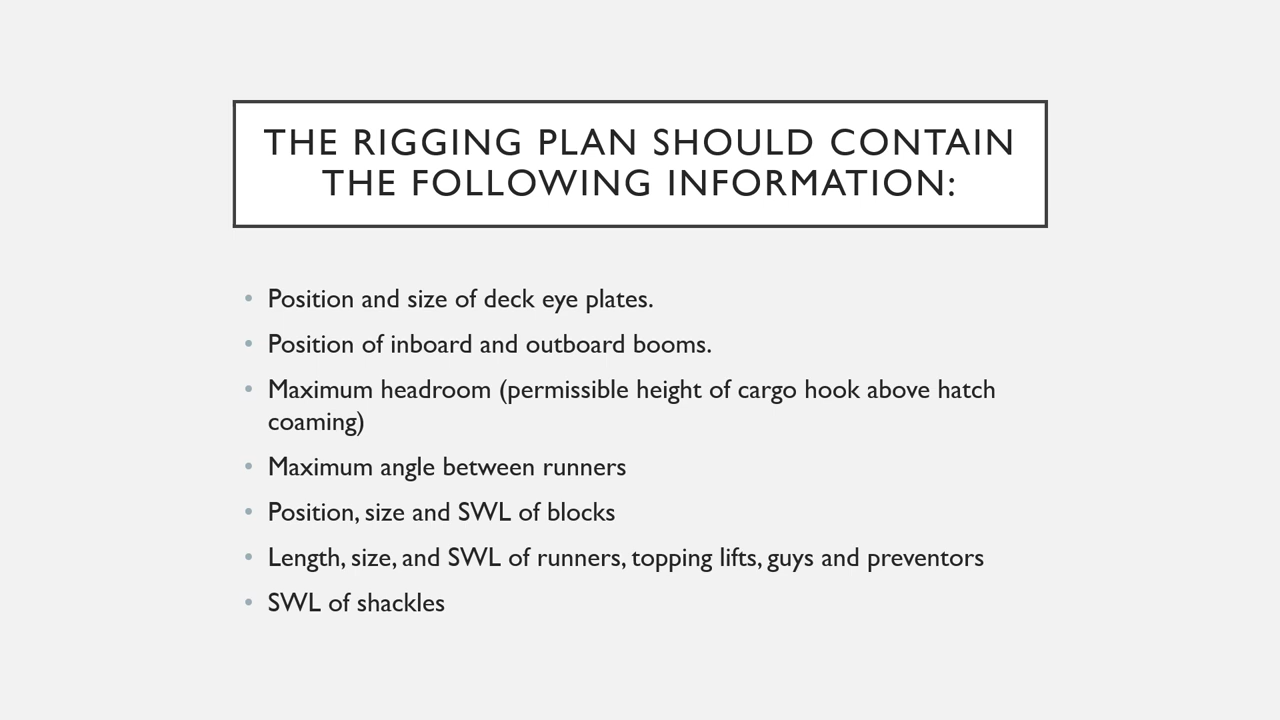 THE RIGGING PLAN SHOULD CONTAIN
THE FOLLOWING INFORMATION:
• Position and size of deck eye plates.
• Position of inboard and outboard booms.
• Maximum headroom (permissible height of cargo hook above hatch
coaming)
• Maximum angle between runners
• Position, size and SWL of blocks
• Length, size, and SWL of runners, topping lifts, guys and preventors
• SWL of shackles